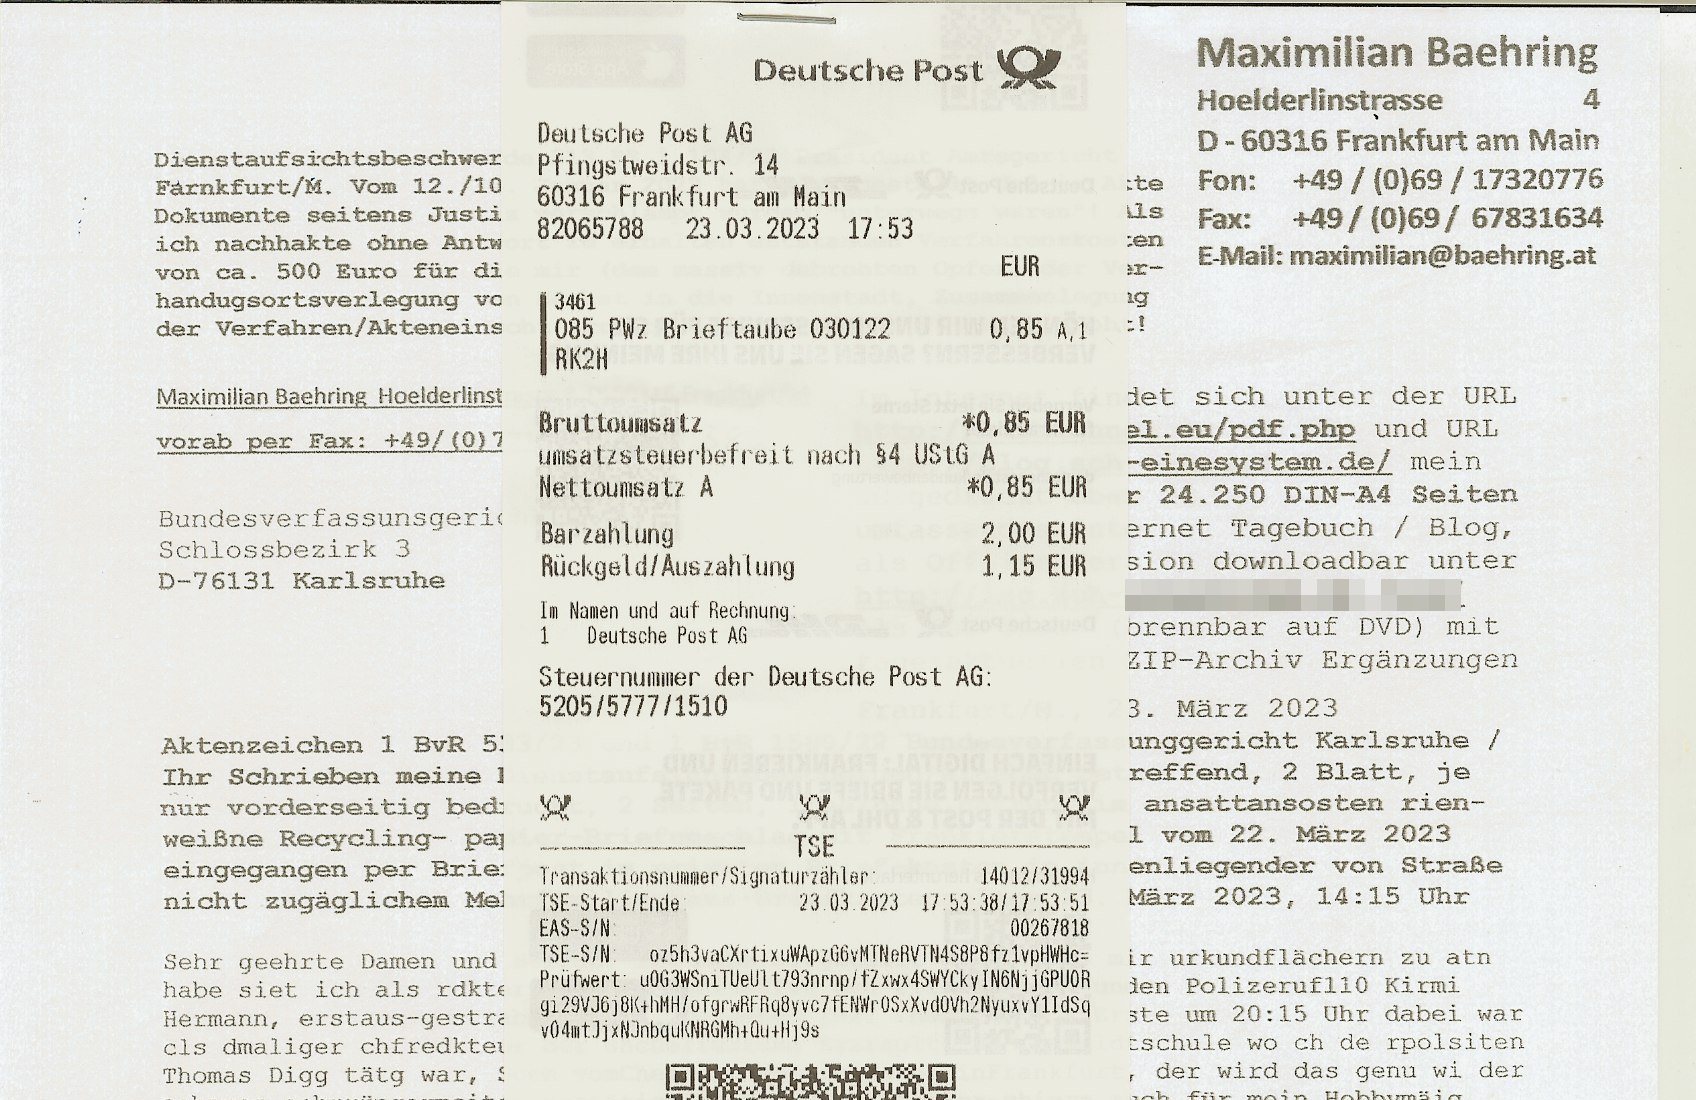 Maximilian Baehring
Hoelderlinstrasse 4
D - 60316 Frankfurt am Main
Fon: +49 / (0)69 / 17320776
Fax: +49 / (0)69 / 67831634
E-Mail: maximilian@baehring.at
Dienstaufsichtsbeschwer
Farnkfurt/M. Vom 12./10
Dokumente seitens Justi
ich nachhakte ohne Antw
von ca. 500 Euro für di
handugsortsverlegung vo
der Verfahren/Akteneins
Maximilian Baehring Hoelderlinst
vorab per Fax: +49/(0)7
Bundesverfassunsgeric
Schlossbezirk 3
D-76131 Karlsruhe
Aktenzeichen 1 BvR 53
Ihr Schrieben meine
nur vorderseitig bed
weißne Recycling- pap
eingegangen per Brie
nicht zugäglichem Mel
Sehr geehrte Damen und
habe siet ich als rdkte
Hermann, erstaus-gestra
cls dmaliger chfredkteu
Thomas Digg tätg war, S
Deutsche Post
Deutsche Post AG
Pfingstweidstr. 14
60316 Frankfurt am Main
82065788 23.03.2023 17:53
EUR
3461
085 PWz Brieftaube 030122 0,85 A,1
RK2H
Bruttoumsatz *0,85 EUR
umsatzsteuerbefreit nach §4 UStG A
Nettoumsatz A *0,85 EUR
Barzahlung 2,00 EUR
Rückgeld/Auszahlung 1,15 EUR
Im Namen und auf Rechnung:
1 Deutsche Post AG
Steuernummer der Deutsche Post AG:
5205/5777/1510
TSE
Transaktionsnummer/Signaturzähler: 14012/31994
TSE-Start/Ende: 23.03.2023 17:53:38/17:53:51
EAS-S/N: 00267818
TSE-S/N: oz5h3vaCXrtixuWApzG6vMTNeRVTN4S8P8fz1vpHWHc=
Prüfwert: uOG3WSniTUeUlt793nrnp/fZxwx4SWYCkyIN6NjjGPUOR
gi29VJ6j8K+hMH/ofgrwRFRq8yvc7fENWrOSxXvdOVh2NyuxvY1IdSq
vO4mtJjxNJnbquKNRGMh+Qu+Hj9s
kte
Als
ten
er-
ng
t!
det sich unter der URL
el.eu/pdf.php und URL
-einesystem.de/ mein
r 24.250 DIN-A4 Seiten
ernet Tagebuch / Blog,
sion downloadbar unter
brennbar auf DVD) mit
ZIP-Archiv Ergänzungen
3. März 2023
unggericht Karlsruhe /
reffend, 2 Blatt, je
ansattansosten rien-
l vom 22. März 2023
enliegender von Straße
März 2023, 14:15 Uhr
ir urkundflächern zu atn
den Polizeruf110 Kirmi
ste um 20:15 Uhr dabei war
tschule wo ch de rpolsiten
, der wird das genu wi der